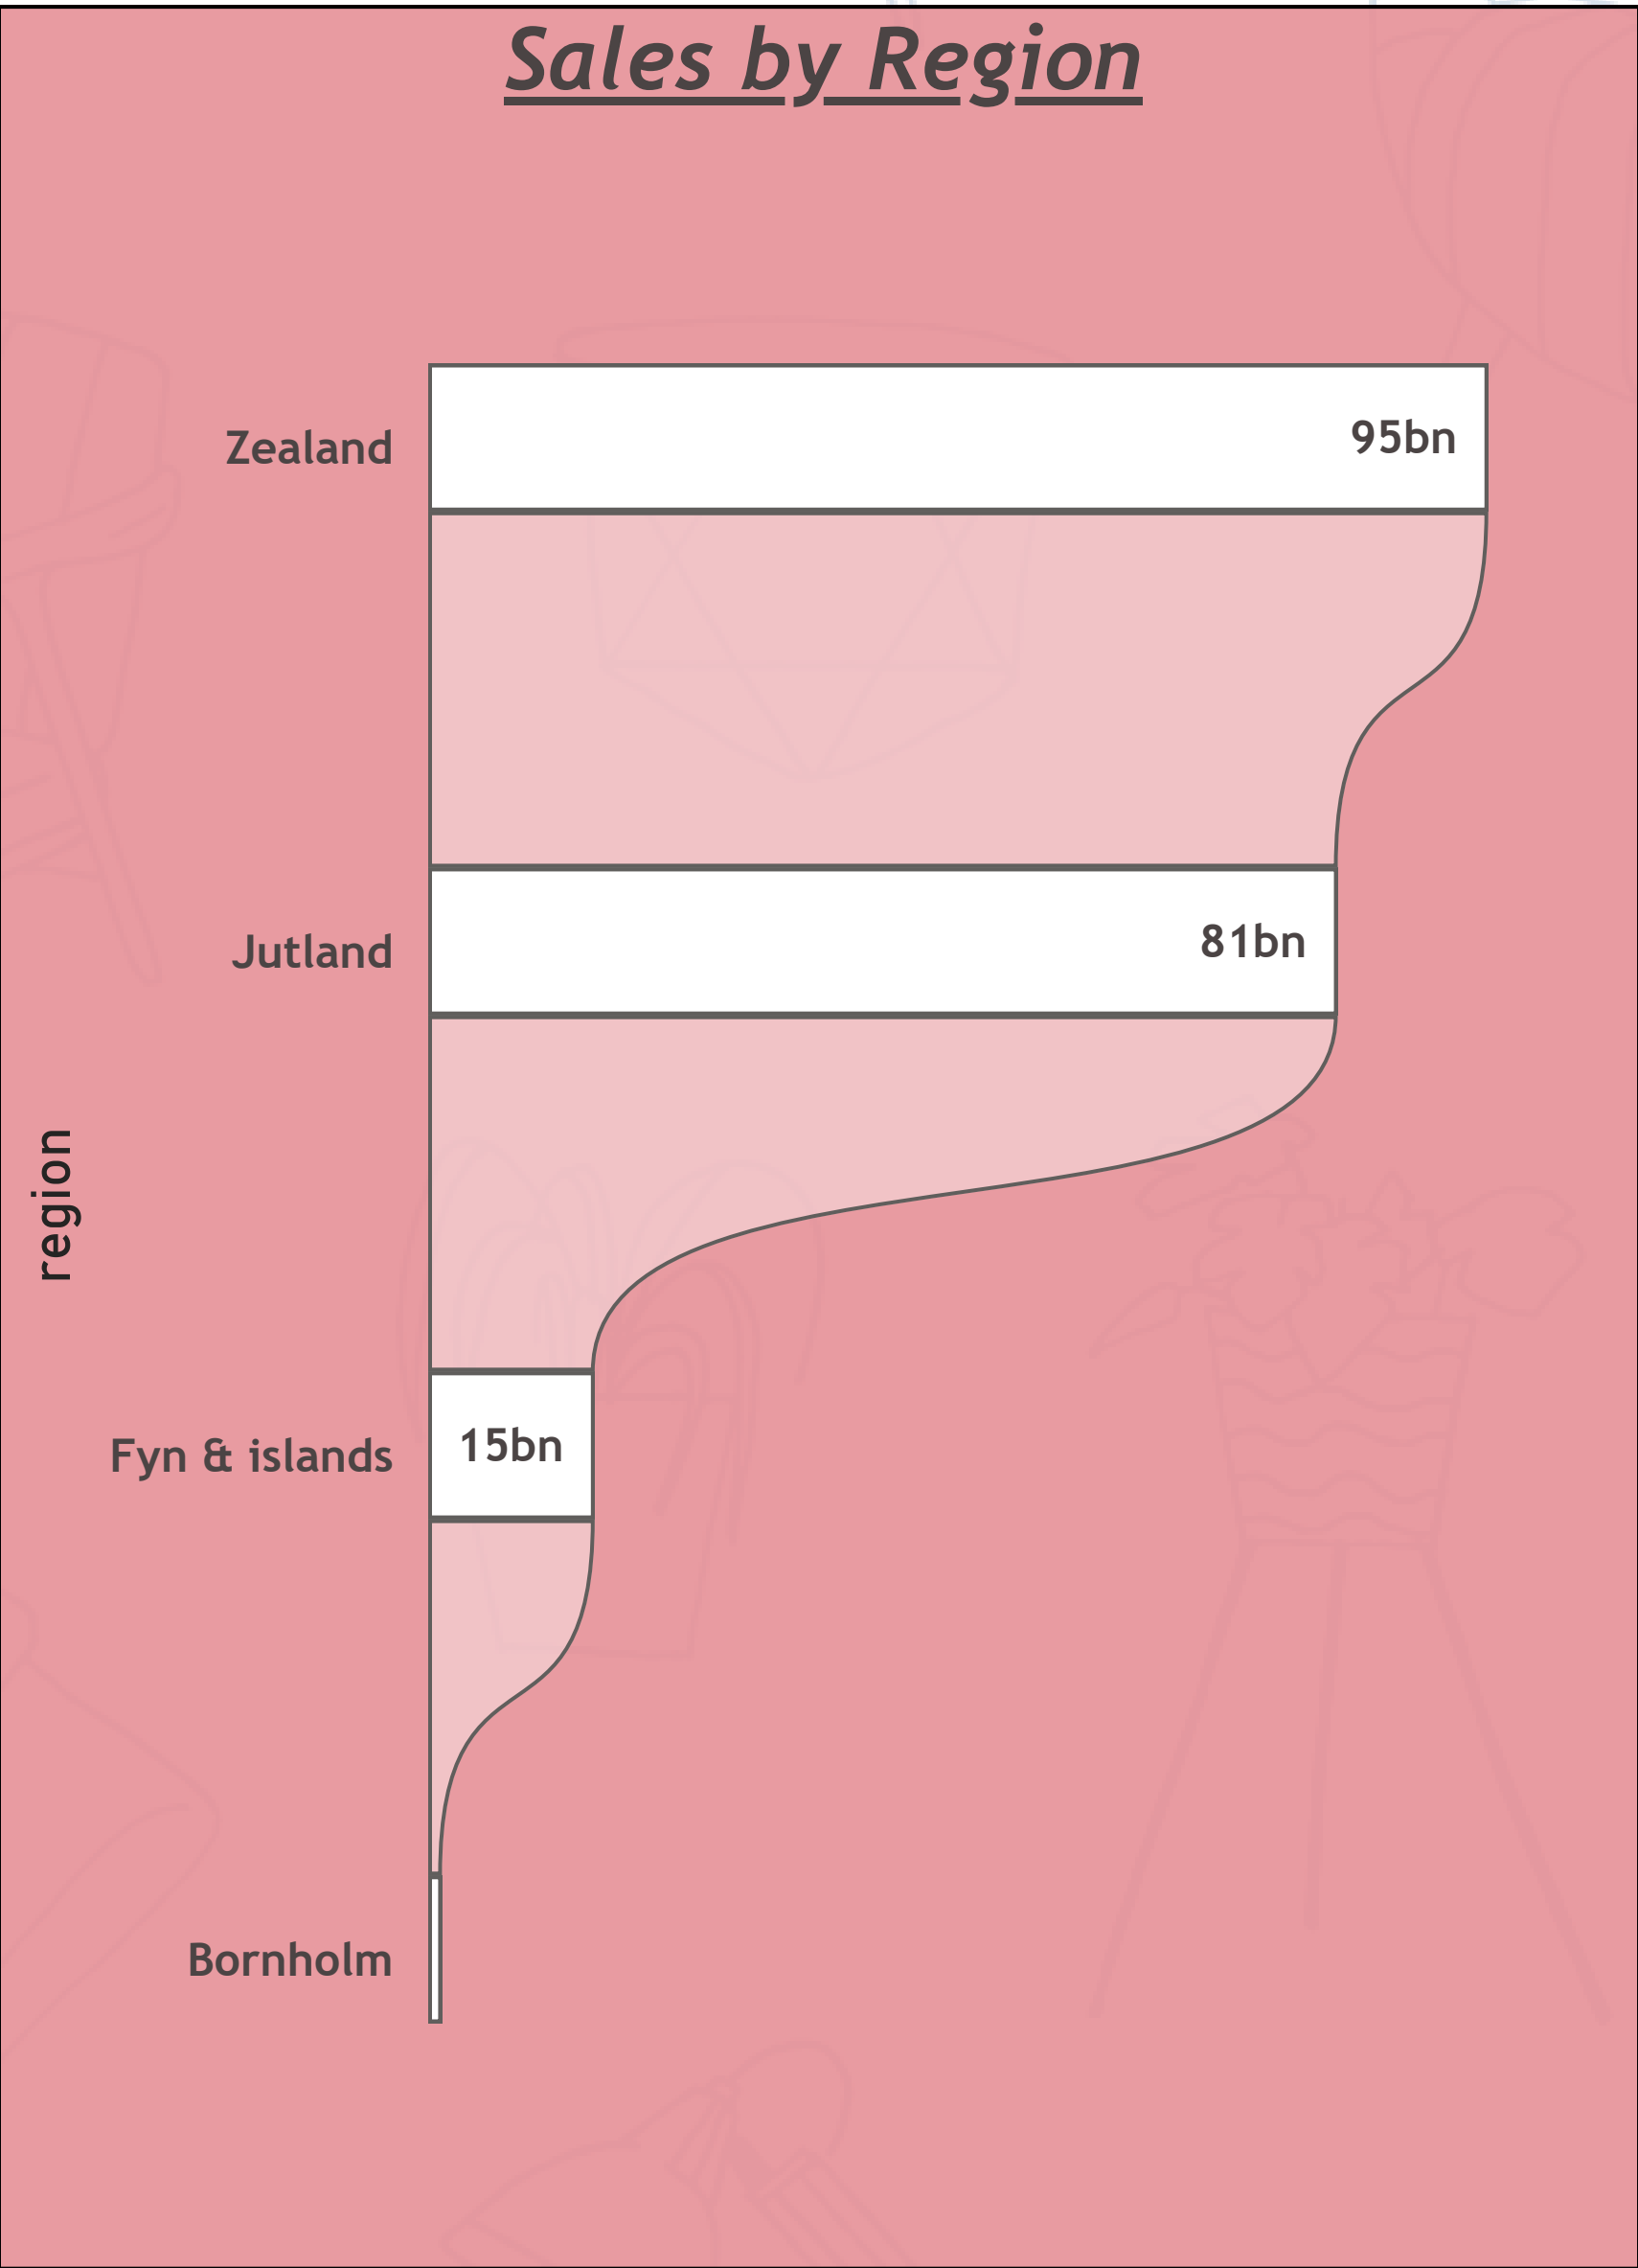 Sales by Region
Zealand
95bn
Jutland
81bn
region
Fyn & islands
15bn
Bornholm